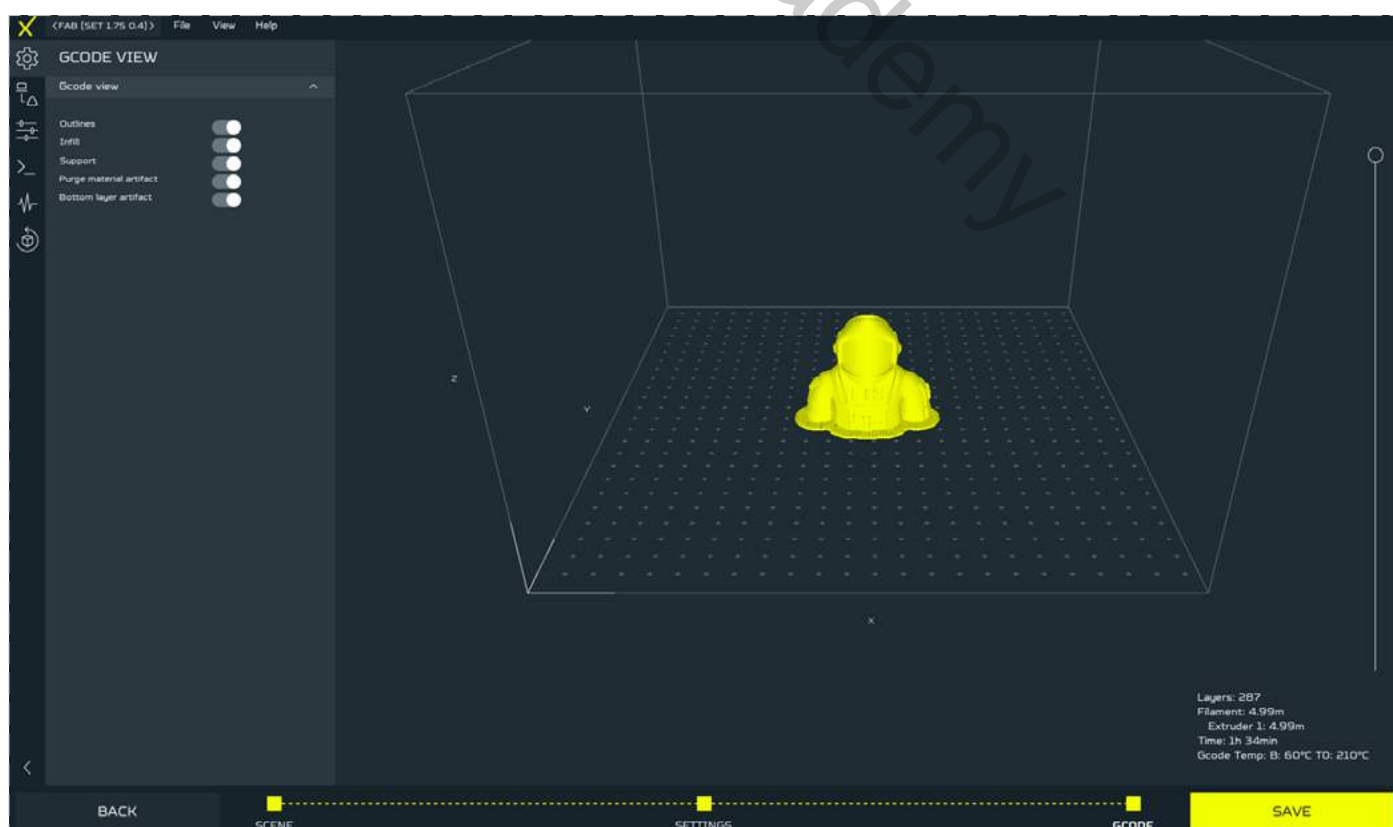 <FAB [SET 1.75 0.4]> File View Help
GCODE VIEW
Gcode view
Outlines
Infill
Support
Purge material artifact
Bottom layer artifact
Z
Y
X
Layers: 287
Filament: 4.99m
Extruder 1: 4.99m
Time: 1h 34min
Gcode Temp: B: 60°C T0: 210°C
BACK
SCENE
SETTINGS
GCODE
SAVE